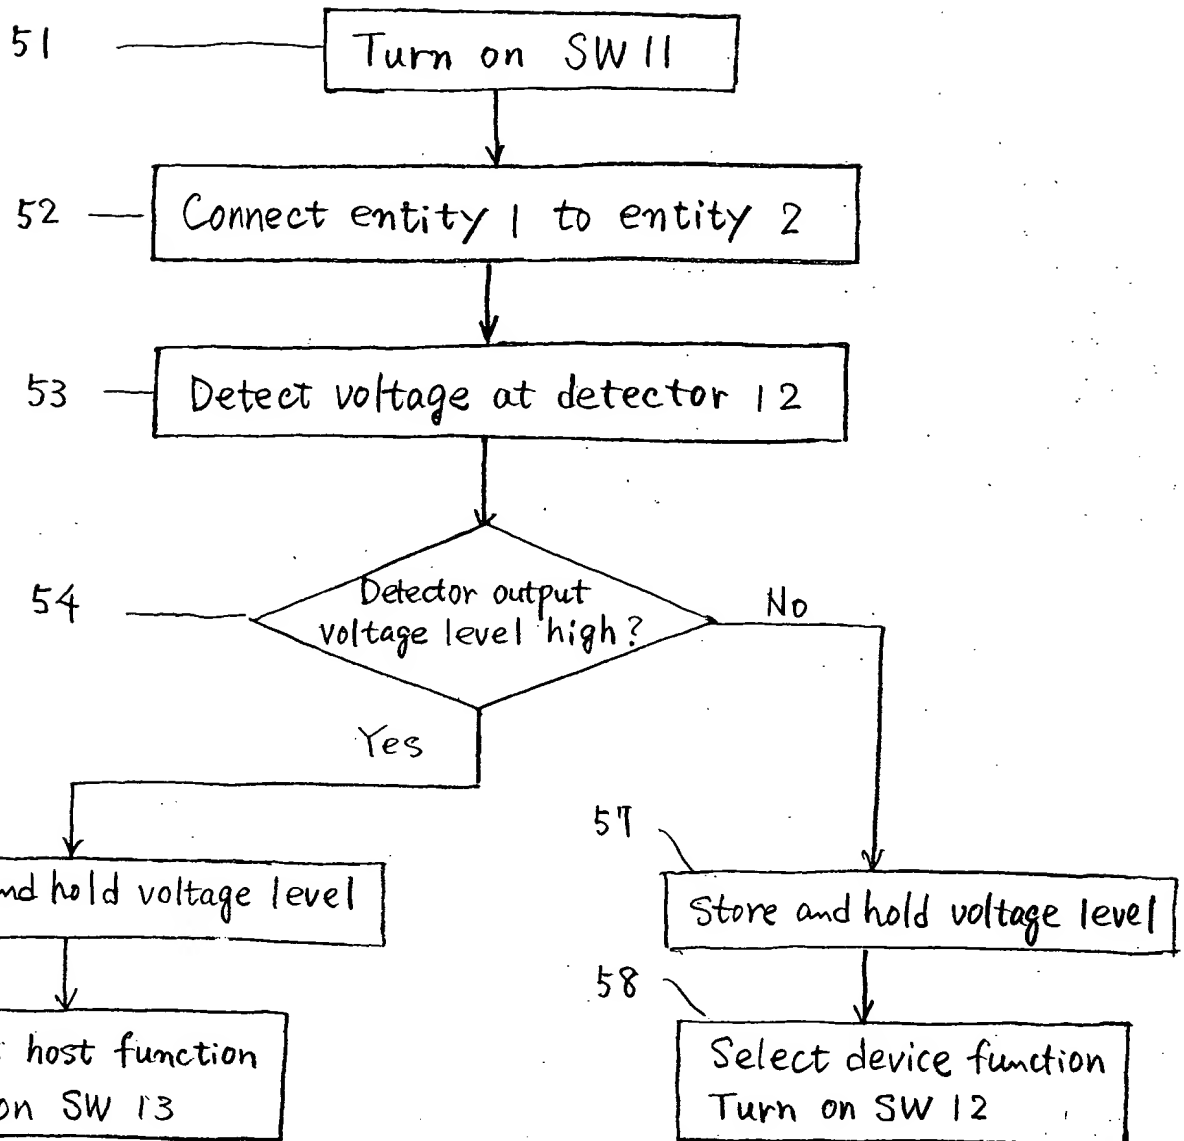 51
Turn on SW 11
52
Connect entity 1 to entity 2
53
Detect voltage at detector 12
54
Detector output
voltage level high?
No
Yes
57
hold voltage level
Store and hold voltage level
58
host function
on SW 13
Select device function
Turn on SW 12